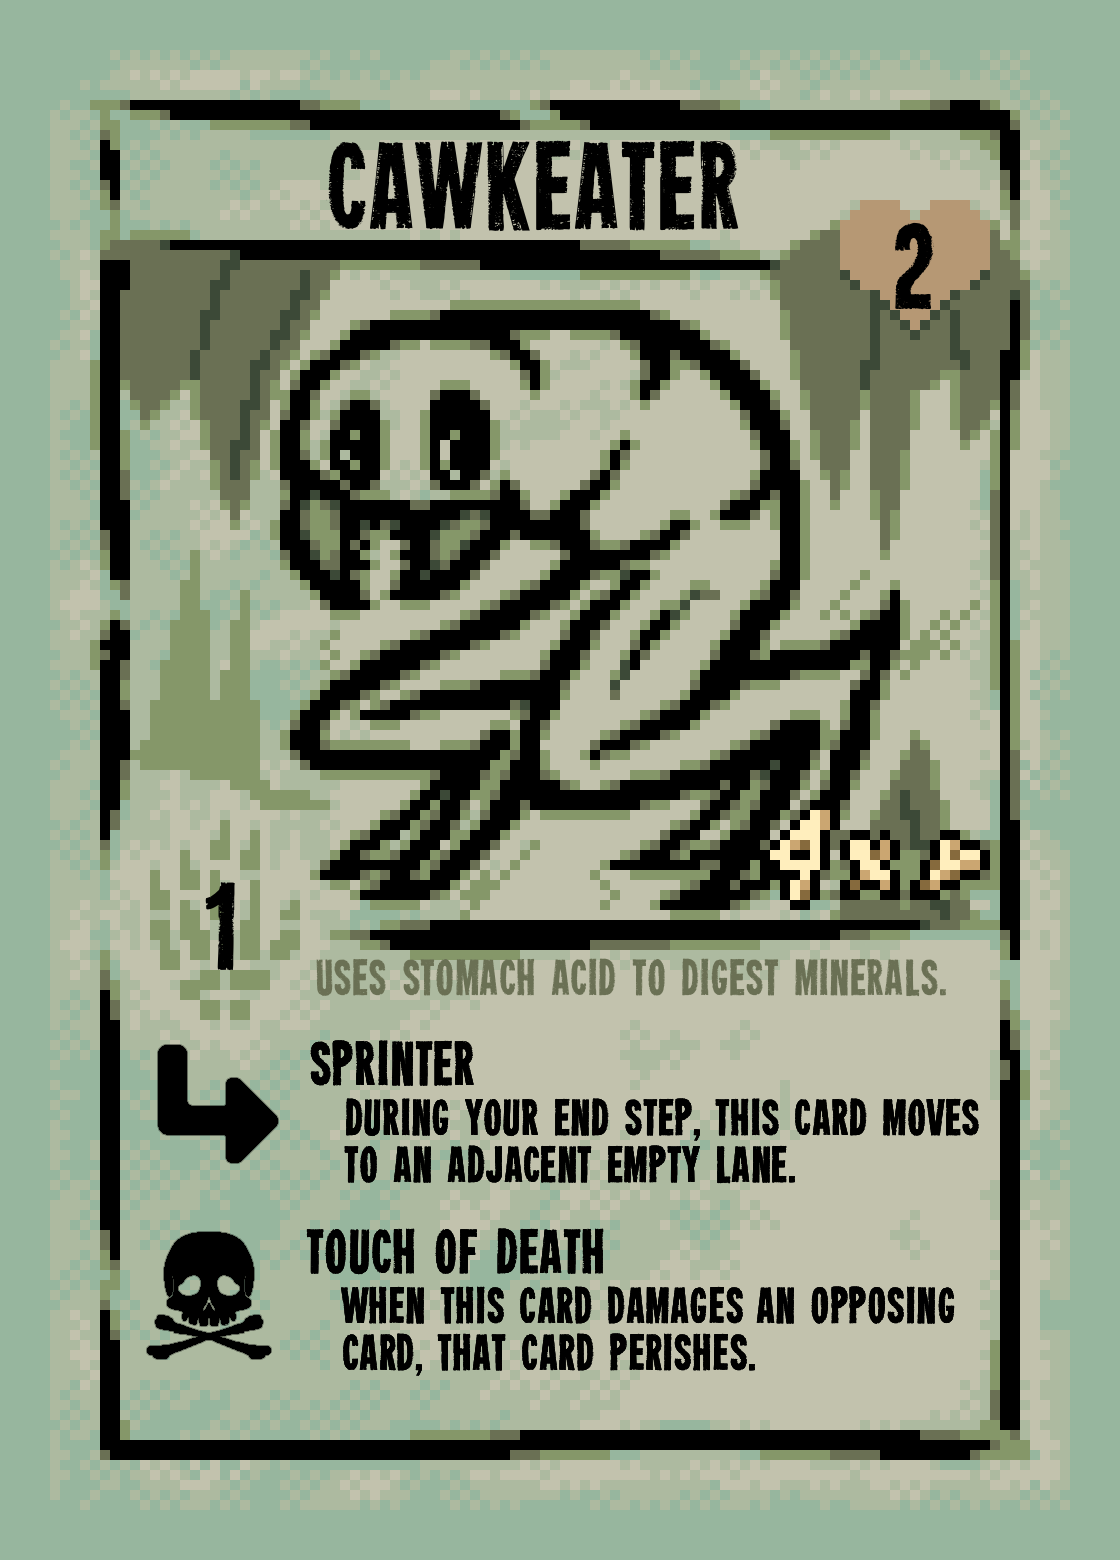 CAWKEATER
2
1
USES STOMACH ACID TO DIGEST MINERALS.
SPRINTER
DURING YOUR END STEP, THIS CARD MOVES
TO AN ADJACENT EMPTY LANE.
TOUCH OF DEATH
WHEN THIS CARD DAMAGES AN OPPOSING
CARD, THAT CARD PERISHES.